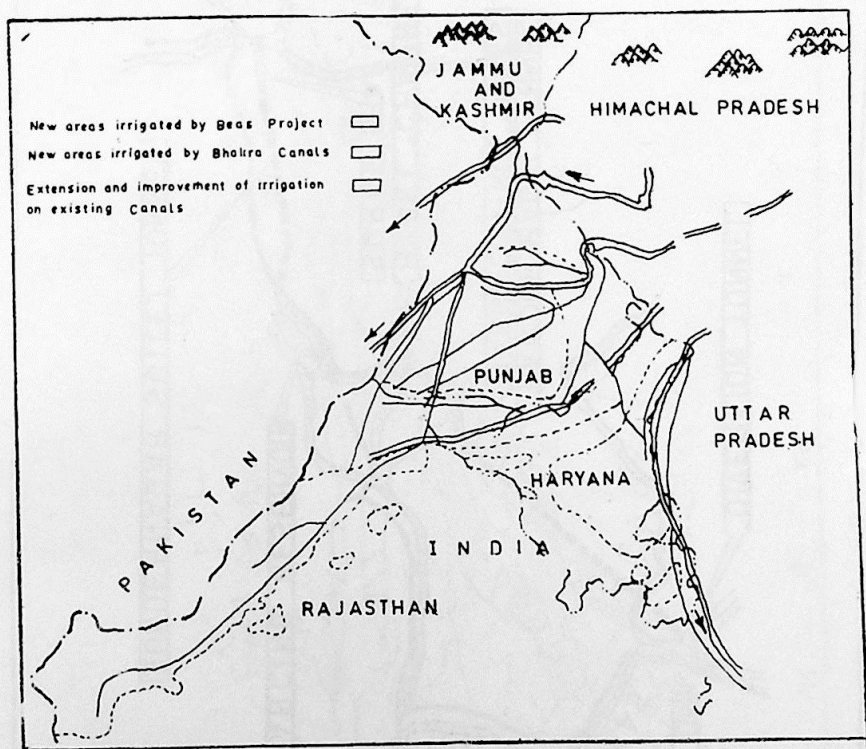 JAMMU
AND
KASHMIR
HIMACHAL PRADESH
New areas irrigated by Beas Project
New areas irrigated by Bhakra Canals
Extension and improvement of irrigation
on existing Canals
PUNJAB
UTTAR
PRADESH
HARYANA
PAKISTAN
INDIA
RAJASTHAN